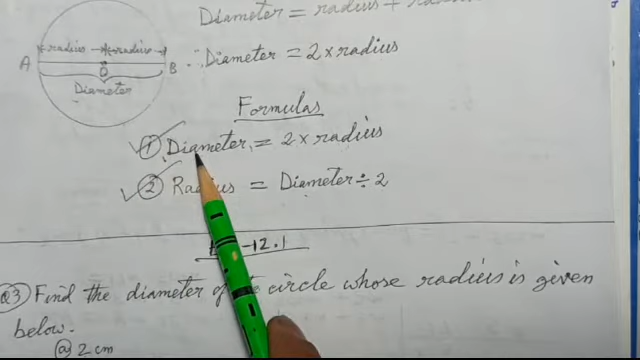 Diameter = radius +
radius radius
A O B
Diameter
∴ Diameter = 2 × radius
Formulas
① Diameter = 2 × radius
② Radius = Diameter ÷ 2
-12.1
Q3) Find the diameter of circle whose radius is given
below.
(a) 2 cm